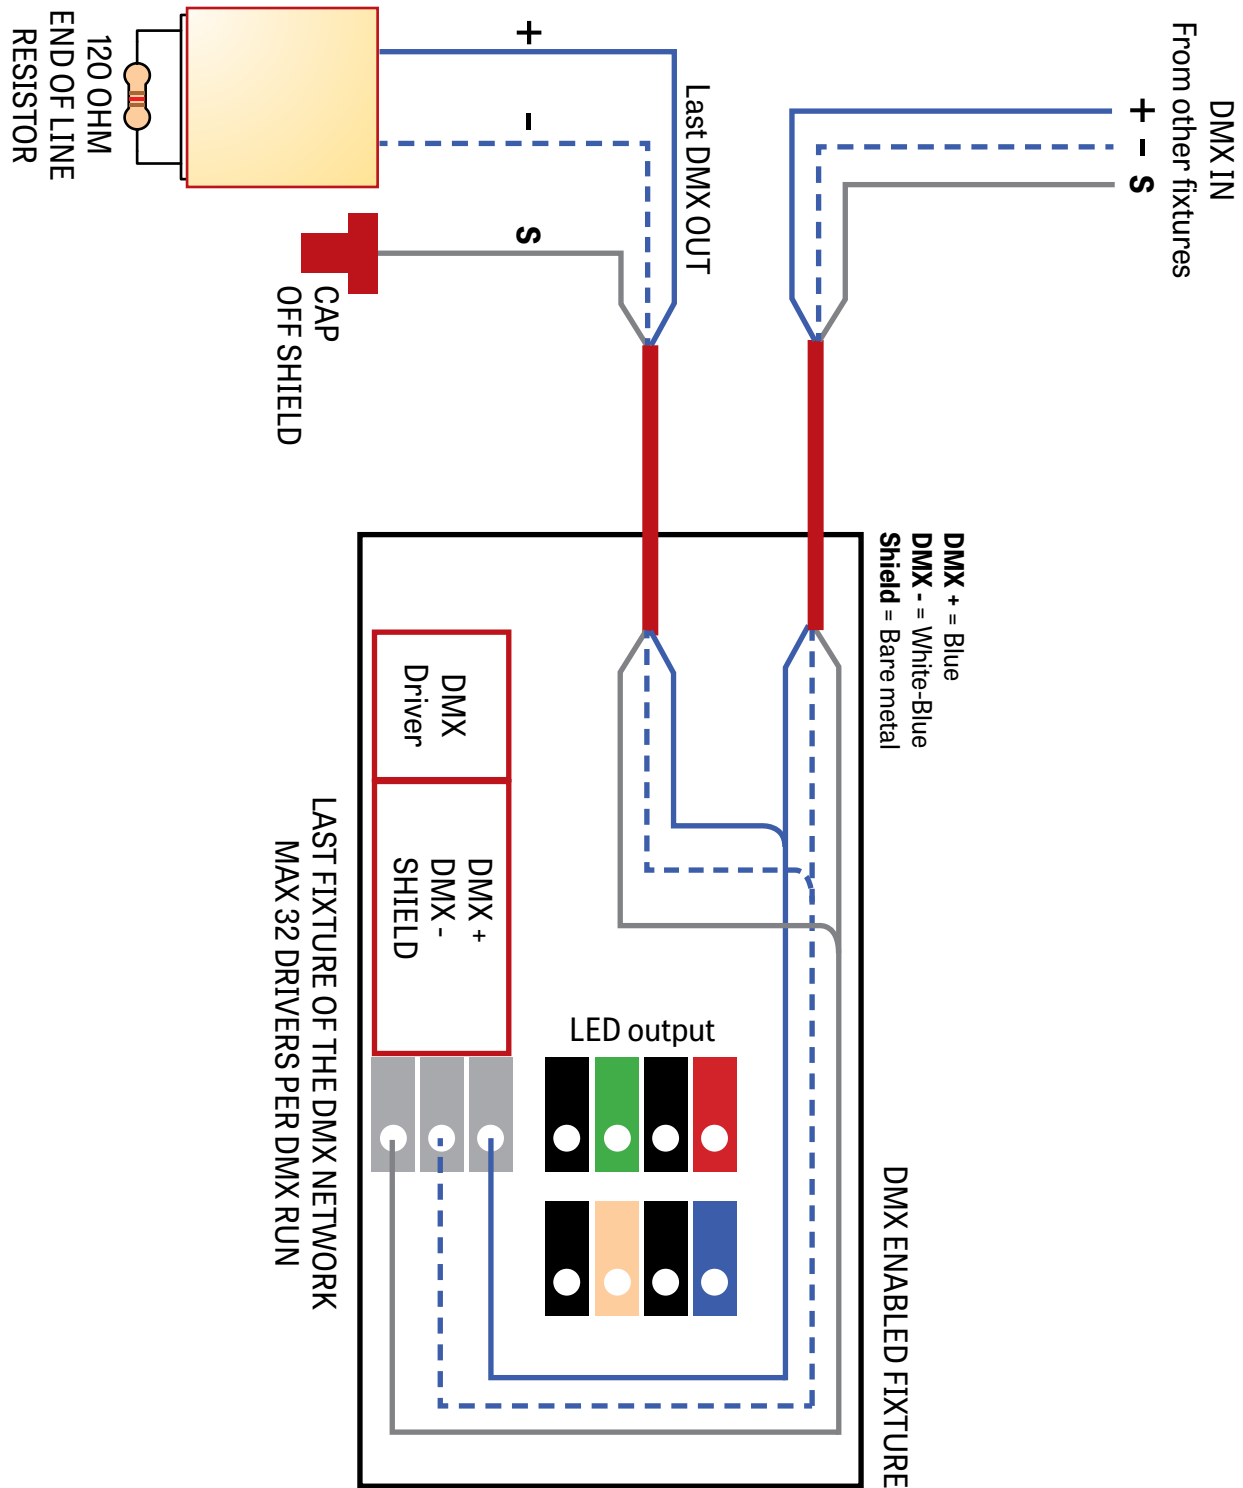 DMX IN
From other fixtures
+
-
S
Last DMX OUT
+
-
S
120 OHM
END OF LINE
RESISTOR
CAP
OFF SHIELD
DMX + = Blue
DMX - = White-Blue
Shield = Bare metal
DMX ENABLED FIXTURE
DMX
Driver
DMX +
DMX -
SHIELD
LED output
LAST FIXTURE OF THE DMX NETWORK
MAX 32 DRIVERS PER DMX RUN